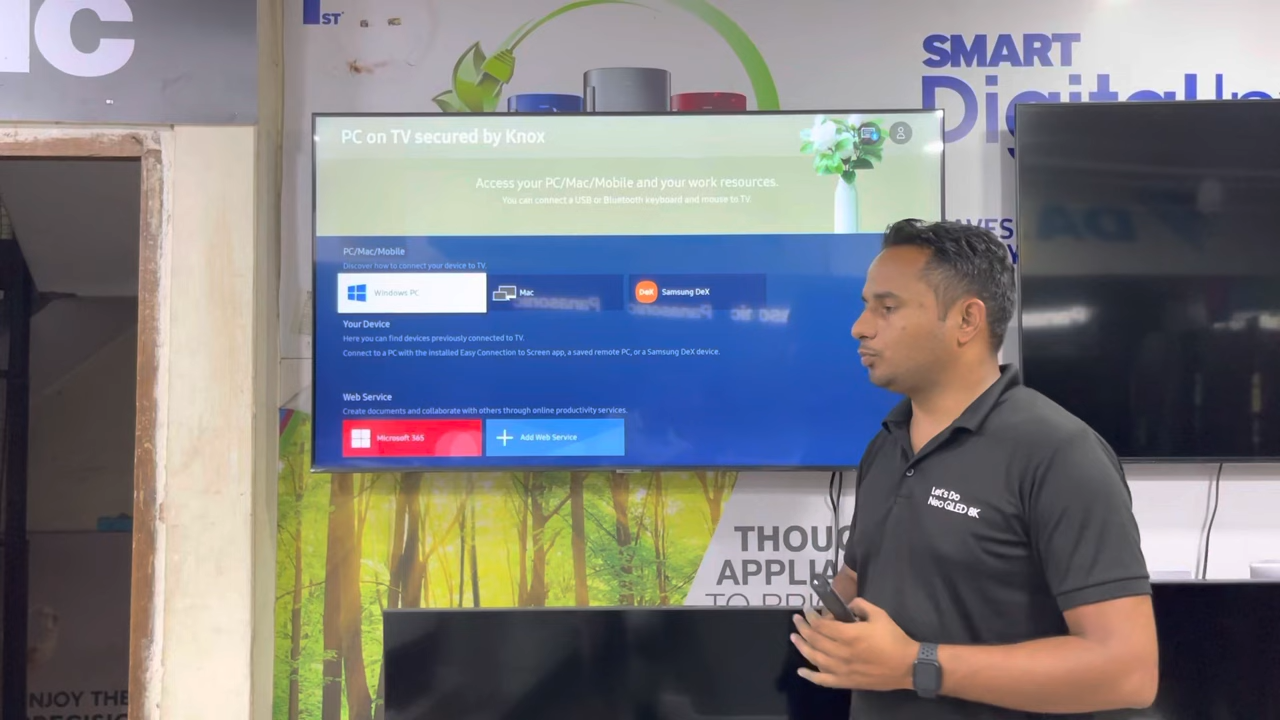 IC
1ST
SMART
Digital
PC on TV secured by Knox
Access your PC/Mac/Mobile and your work resources.
You can connect a USB or Bluetooth keyboard and mouse to TV.
PC/Mac/Mobile
Discover how to connect your device to TV.
Windows PC
Mac
DeX
Samsung DeX
Your Device
Here you can find devices previously connected to TV.
Connect to a PC with the installed Easy Connection to Screen app, a saved remote PC, or a Samsung DeX device.
Web Service
Create documents and collaborate with others through online productivity services.
Microsoft 365
Add Web Service
Let's Do
Neo QLED 8K
TO
NJOY THE